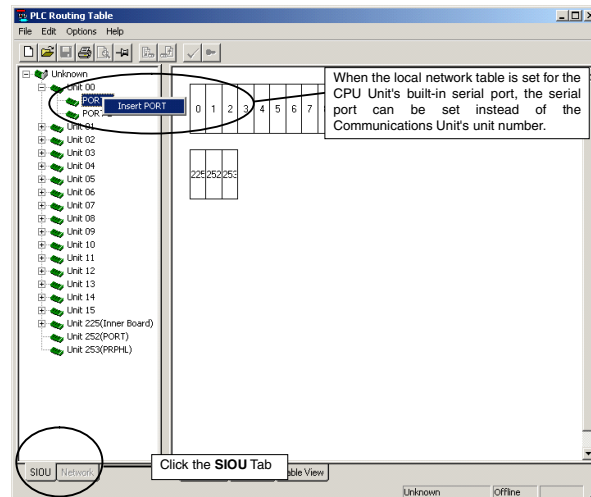 PLC Routing Table
File Edit Options Help
Unknown
Unit 00
POR
Insert PORT
POR
Unit 01
Unit 02
Unit 03
Unit 04
Unit 05
Unit 06
Unit 07
Unit 08
Unit 09
Unit 10
Unit 11
Unit 12
Unit 13
Unit 14
Unit 15
Unit 225(Inner Board)
Unit 252(PORT)
Unit 253(PRPHL)
0 1 2 3 4 5 6 7
225 252 253
When the local network table is set for the
CPU Unit's built-in serial port, the serial
port can be set instead of the
Communications Unit's unit number.
SIOU Network
Click the SIOU Tab
able View
Unknown Offline